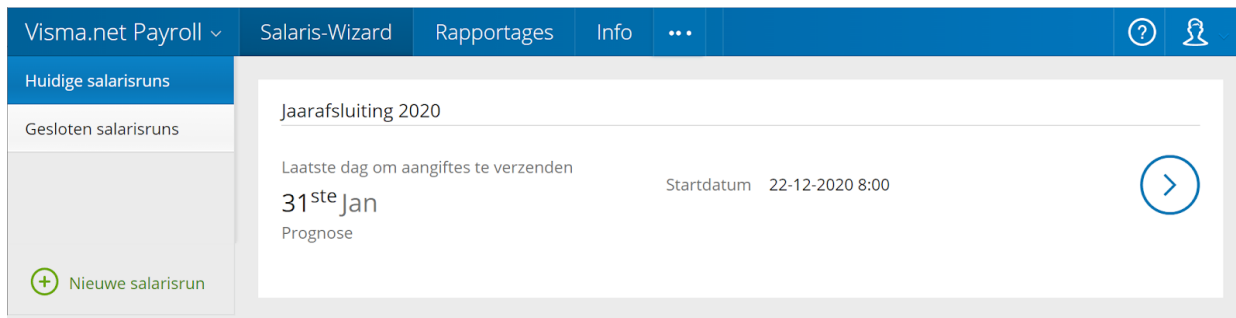 Visma.net Payroll Salaris-Wizard Rapportages Info
Huidige salarisruns
Gesloten salarisruns
Nieuwe salarisrun
Jaarafsluiting 2020
Laatste dag om aangiftes te verzenden
31ste Jan
Prognose
Startdatum 22-12-2020 8:00